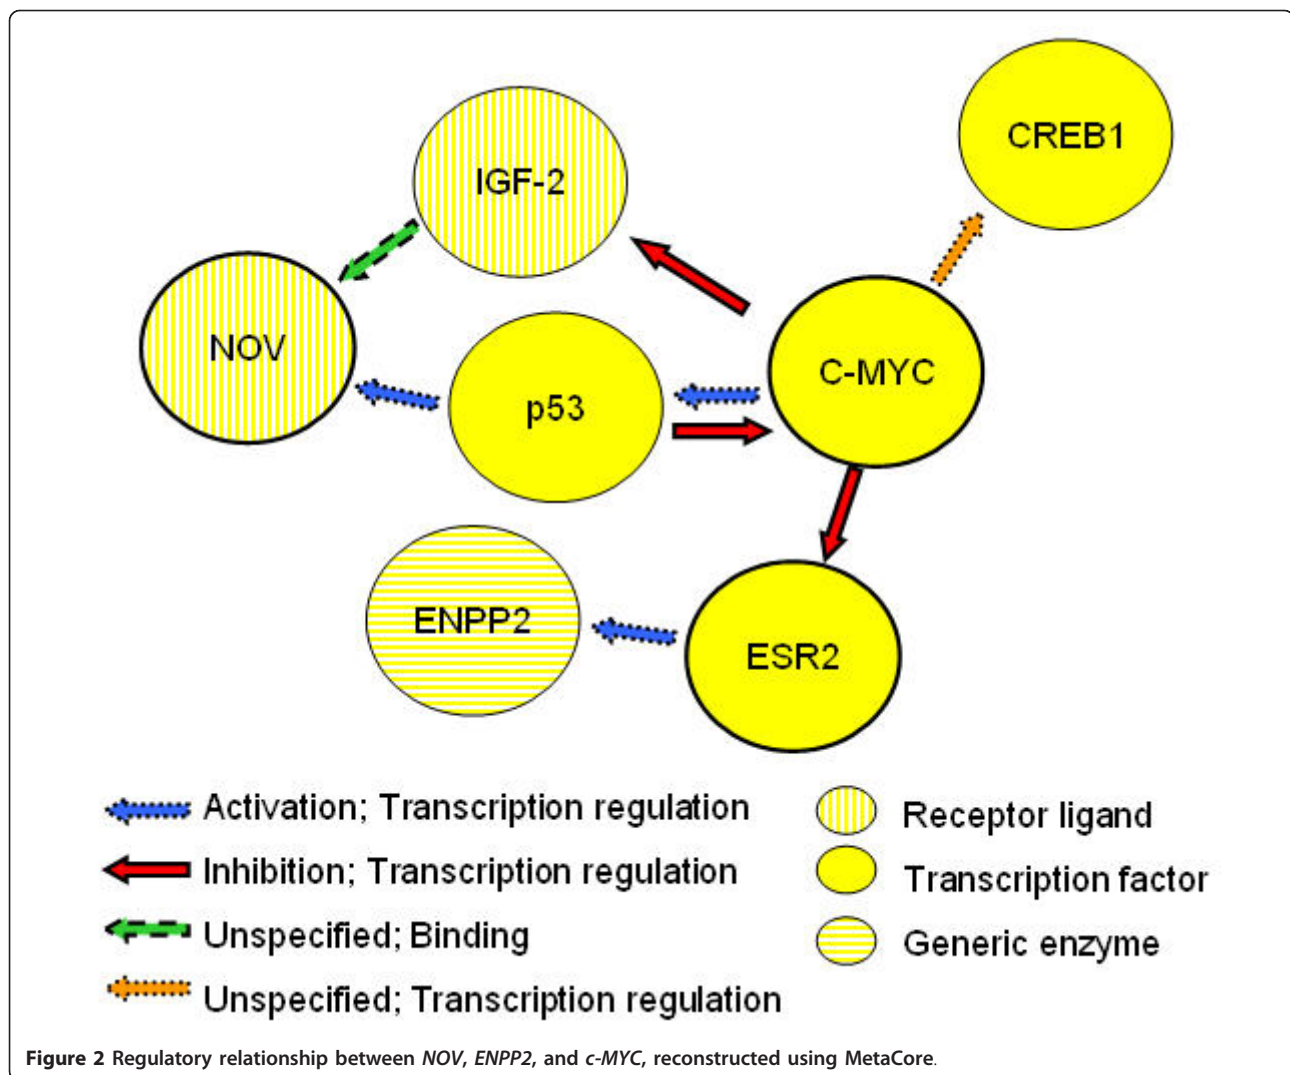 CREB1
IGF-2
NOV
C-MYC
p53
ENPP2
ESR2
Activation; Transcription regulation
Inhibition; Transcription regulation
Unspecified; Binding
Unspecified; Transcription regulation
Receptor ligand
Transcription factor
Generic enzyme
Figure 2 Regulatory relationship between NOV, ENPP2, and c-MYC, reconstructed using MetaCore.